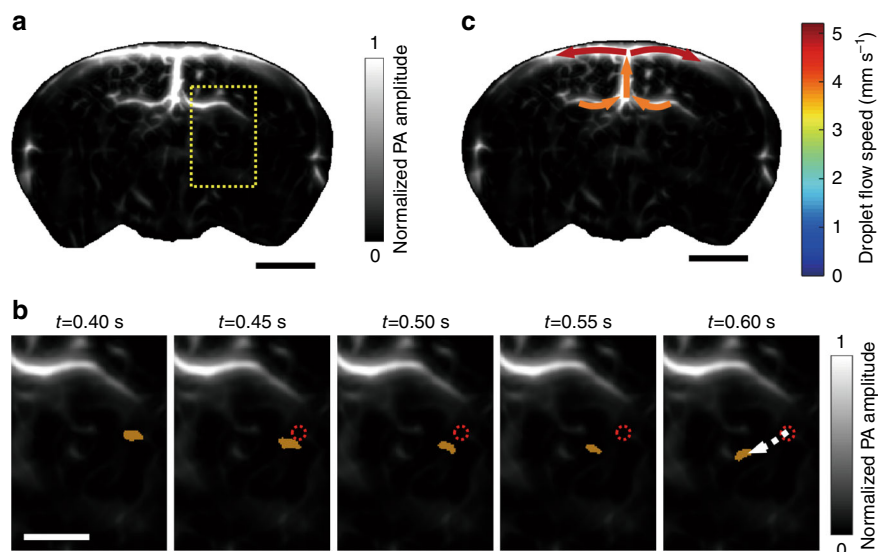 a
1
Normalized PA amplitude
0
c
5
4
3
2
1
0
Droplet flow speed (mm s⁻¹)
b
t=0.40 s
t=0.45 s
t=0.50 s
t=0.55 s
t=0.60 s
1
Normalized PA amplitude
0